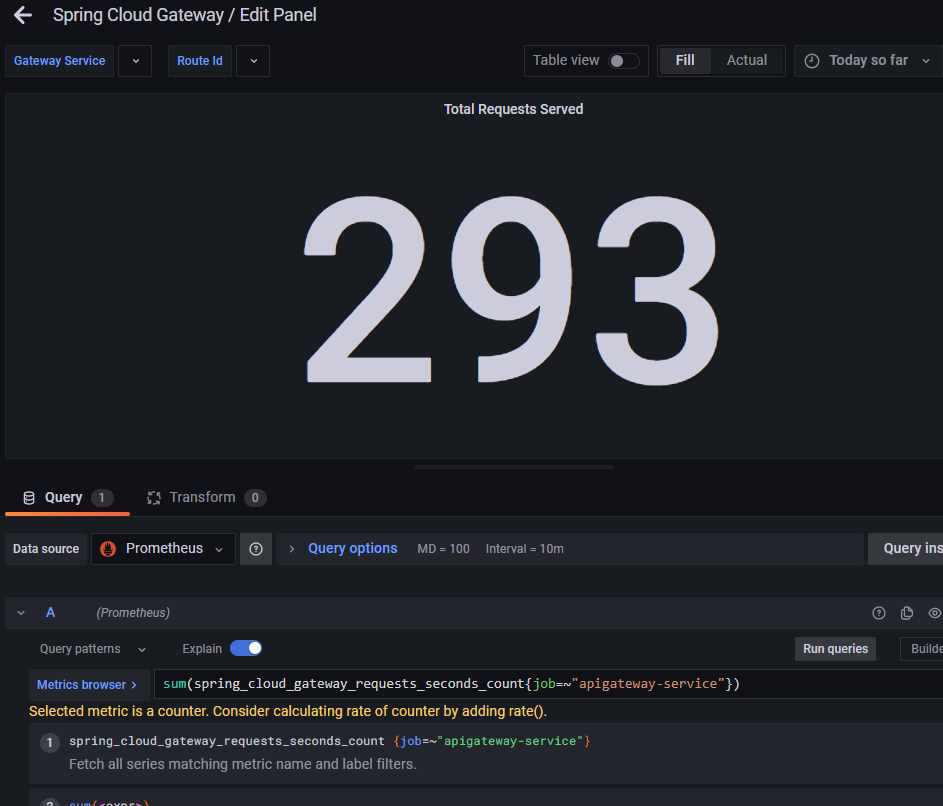 Spring Cloud Gateway / Edit Panel
Gateway Service
Route Id
Table view
Fill
Actual
Today so far
Total Requests Served
293
Query 1
Transform 0
Data source
Prometheus
Query options
MD = 100
Interval = 10m
Query ins
A
(Prometheus)
Query patterns
Explain
Run queries
Builde
Metrics browser >
sum(spring_cloud_gateway_requests_seconds_count{job=~"apigateway-service"})
Selected metric is a counter. Consider calculating rate of counter by adding rate().
1 spring_cloud_gateway_requests_seconds_count {job=~"apigateway-service"}
Fetch all series matching metric name and label filters.
2 sum(<expr>)